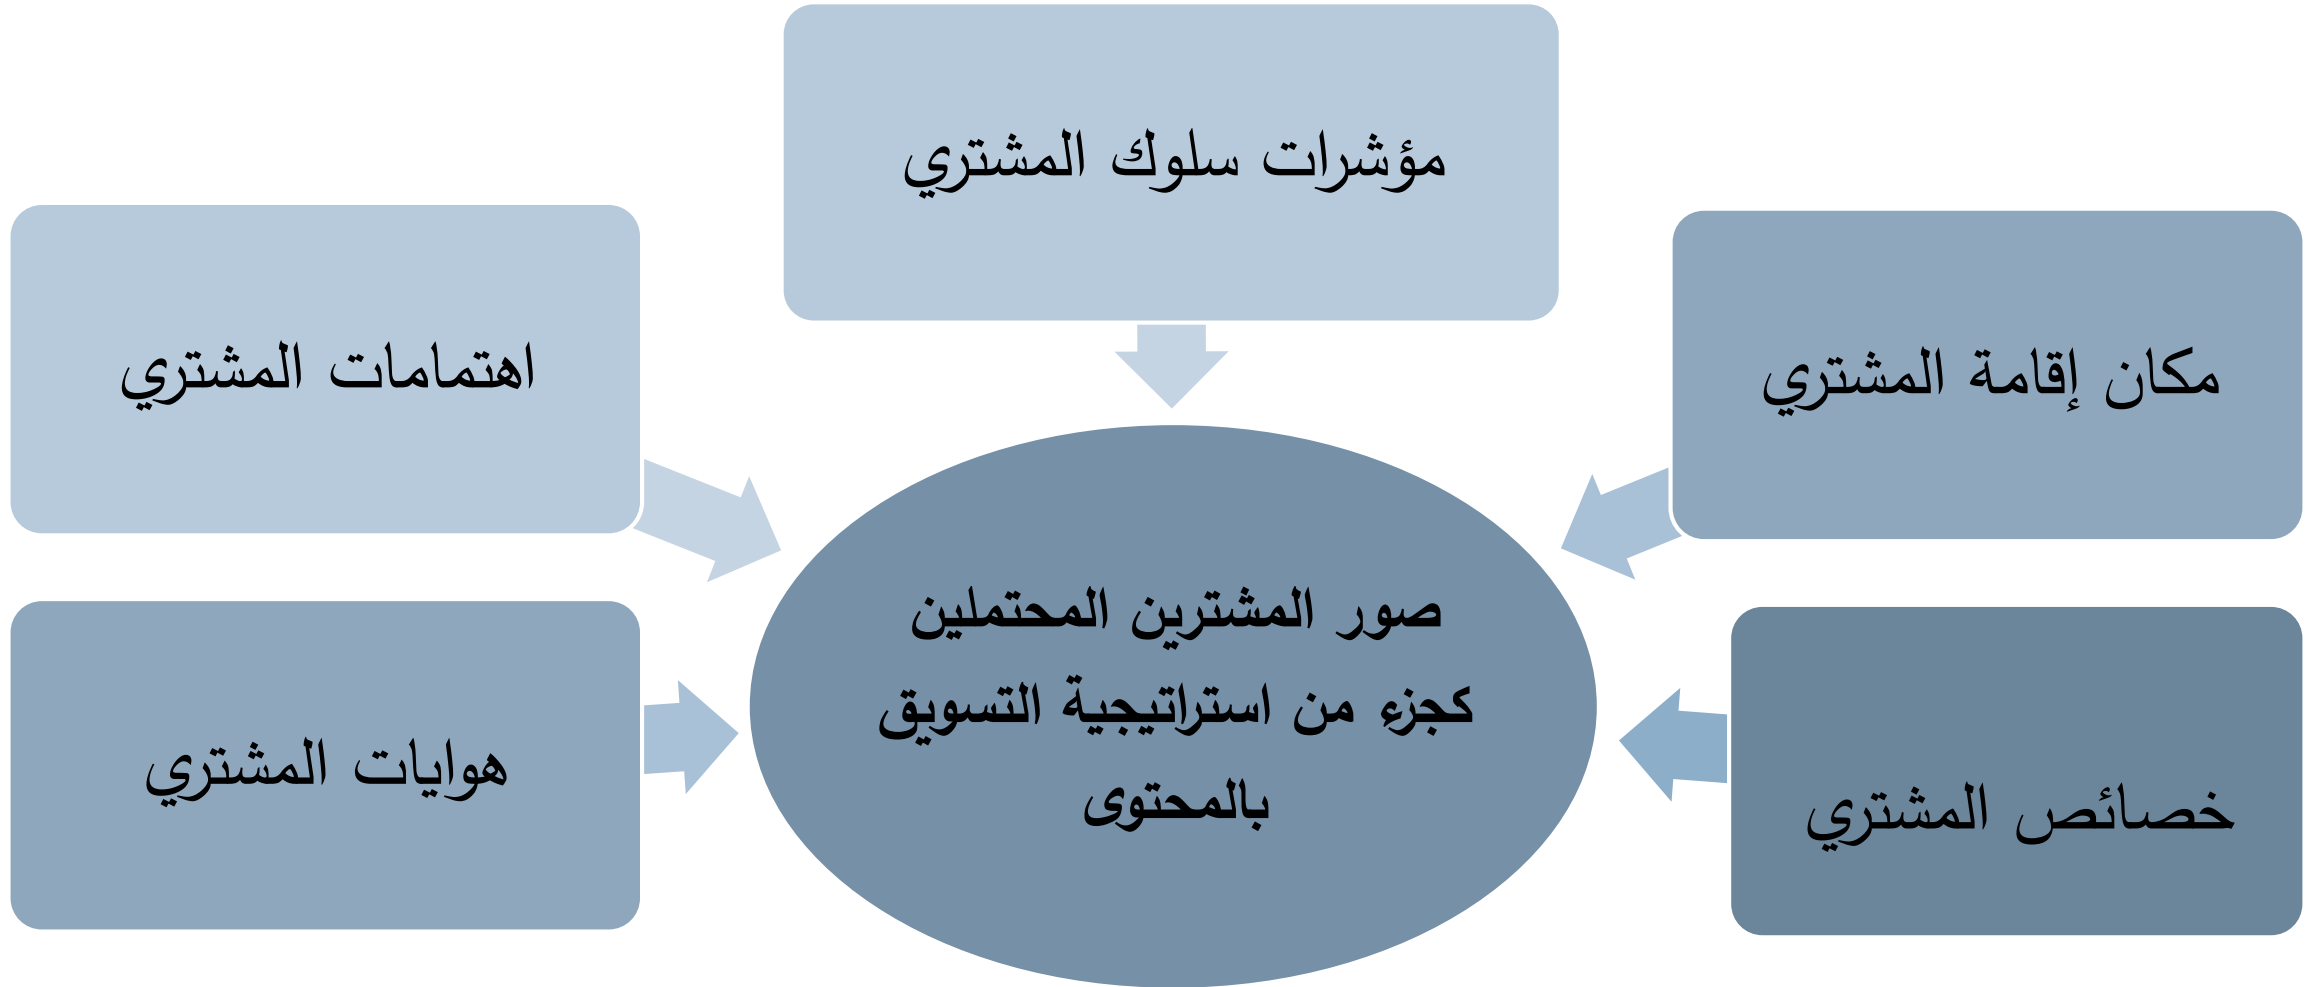 مؤشرات سلوك المشتري
مكان إقامة المشتري
اهتمامات المشتري
صور المشترين المحتملين
كجزء من استراتيجية التسويق
بالمحتوى
خصائص المشتري
هوايات المشتري